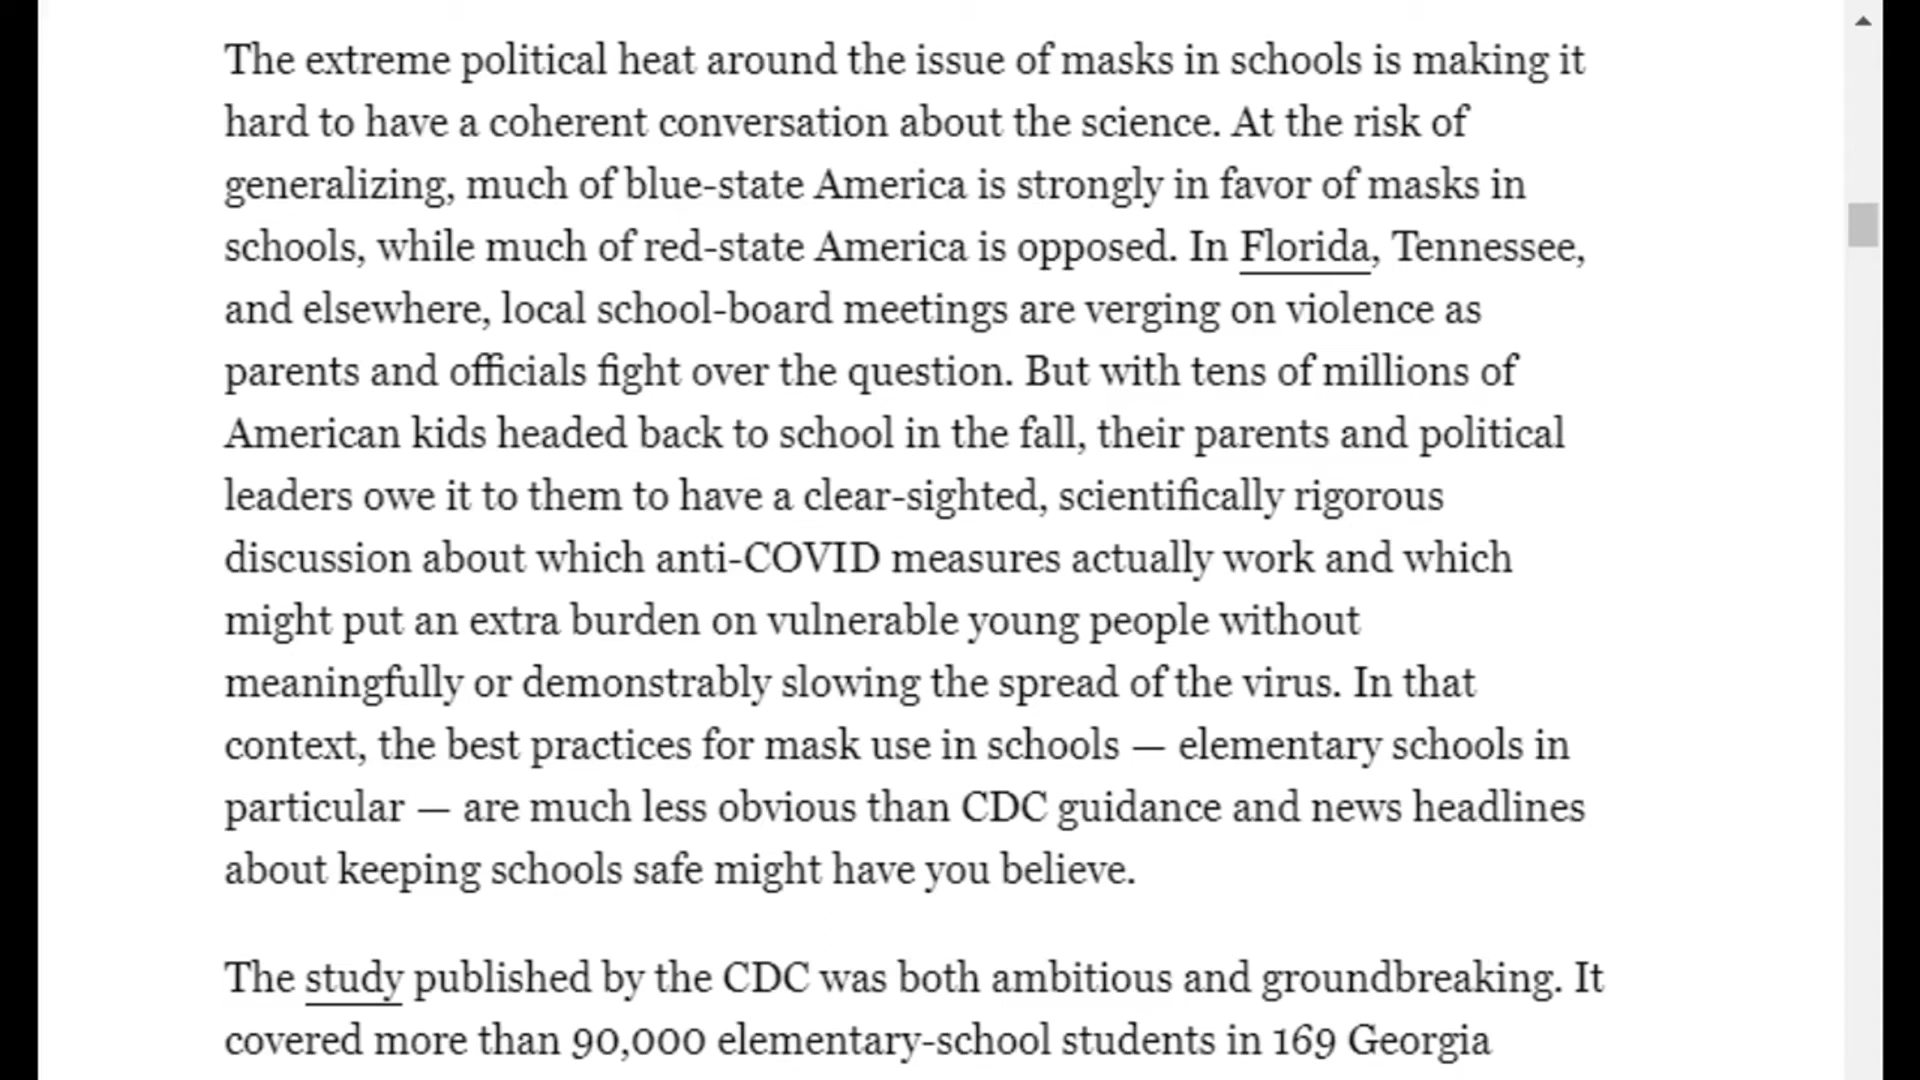 The extreme political heat around the issue of masks in schools is making it
hard to have a coherent conversation about the science. At the risk of
generalizing, much of blue-state America is strongly in favor of masks in
schools, while much of red-state America is opposed. In Florida, Tennessee,
and elsewhere, local school-board meetings are verging on violence as
parents and officials fight over the question. But with tens of millions of
American kids headed back to school in the fall, their parents and political
leaders owe it to them to have a clear-sighted, scientifically rigorous
discussion about which anti-COVID measures actually work and which
might put an extra burden on vulnerable young people without
meaningfully or demonstrably slowing the spread of the virus. In that
context, the best practices for mask use in schools — elementary schools in
particular — are much less obvious than CDC guidance and news headlines
about keeping schools safe might have you believe.
The study published by the CDC was both ambitious and groundbreaking. It
covered more than 90,000 elementary-school students in 169 Georgia